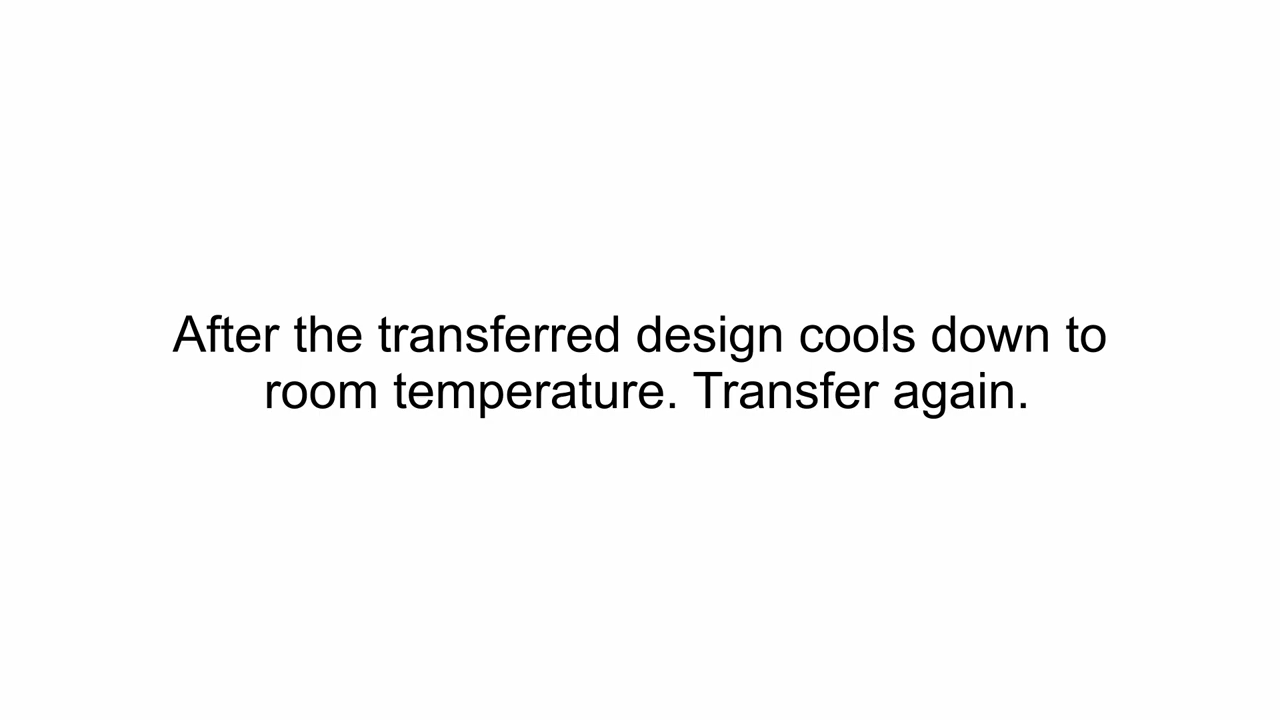 After the transferred design cools down to
room temperature. Transfer again.